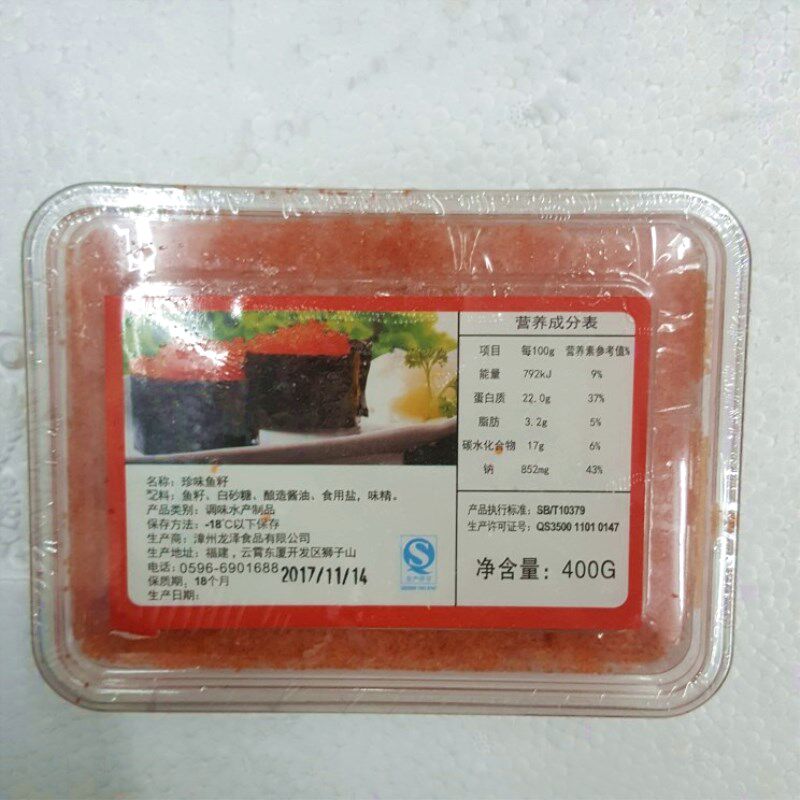 营养成分表
项目 每100g 营养素参考值%
能量 792kJ 9%
蛋白质 22.0g 37%
脂肪 3.2g 5%
碳水化合物 17g 6%
钠 852mg 43%
名称：珍味鱼籽
配料：鱼籽、白砂糖、酿造酱油、食用盐，味精。
产品类别：调味水产制品
保存方法：-18℃以下保存
生产商：漳州龙泽食品有限公司
生产地址：福建，云霄东厦开发区狮子山
电话：0596-6901688
保质期：18个月
生产日期：
2017/11/14
产品执行标准：SB/T10379
生产许可证号：QS3500 1101 0147
净含量：400G